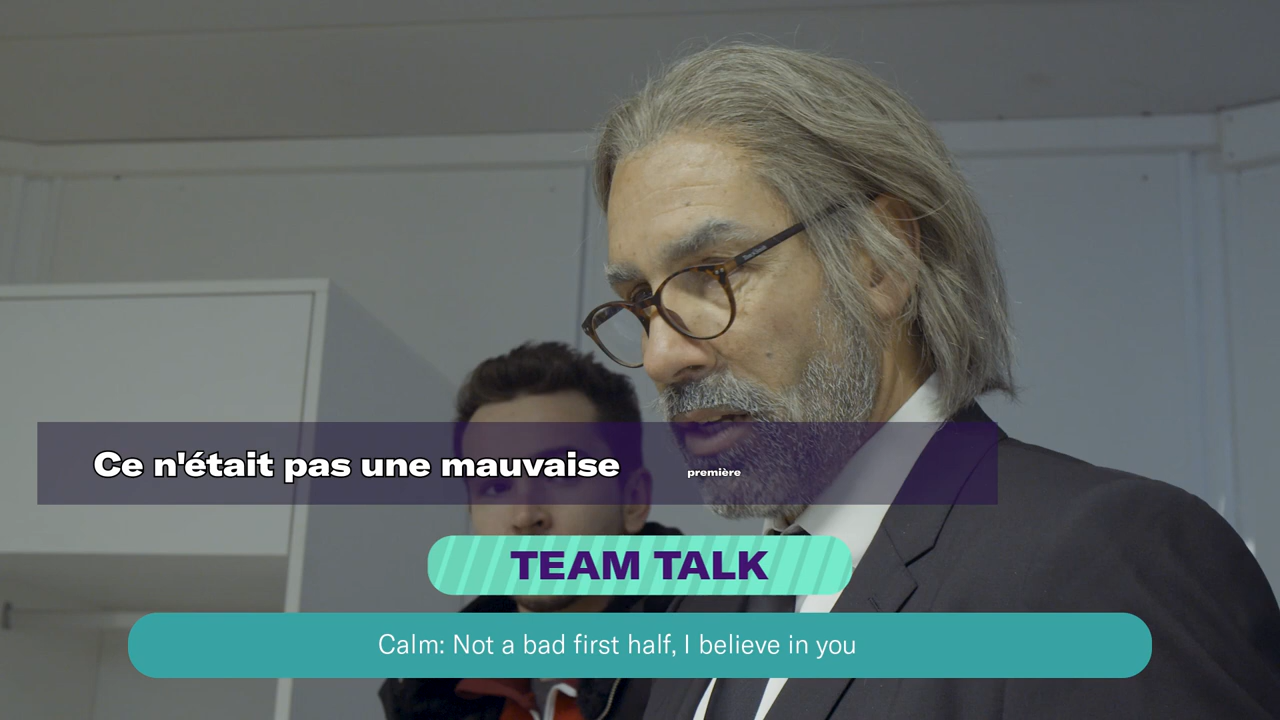 Ce n'était pas une mauvaise première
TEAM TALK
Calm: Not a bad first half, I believe in you